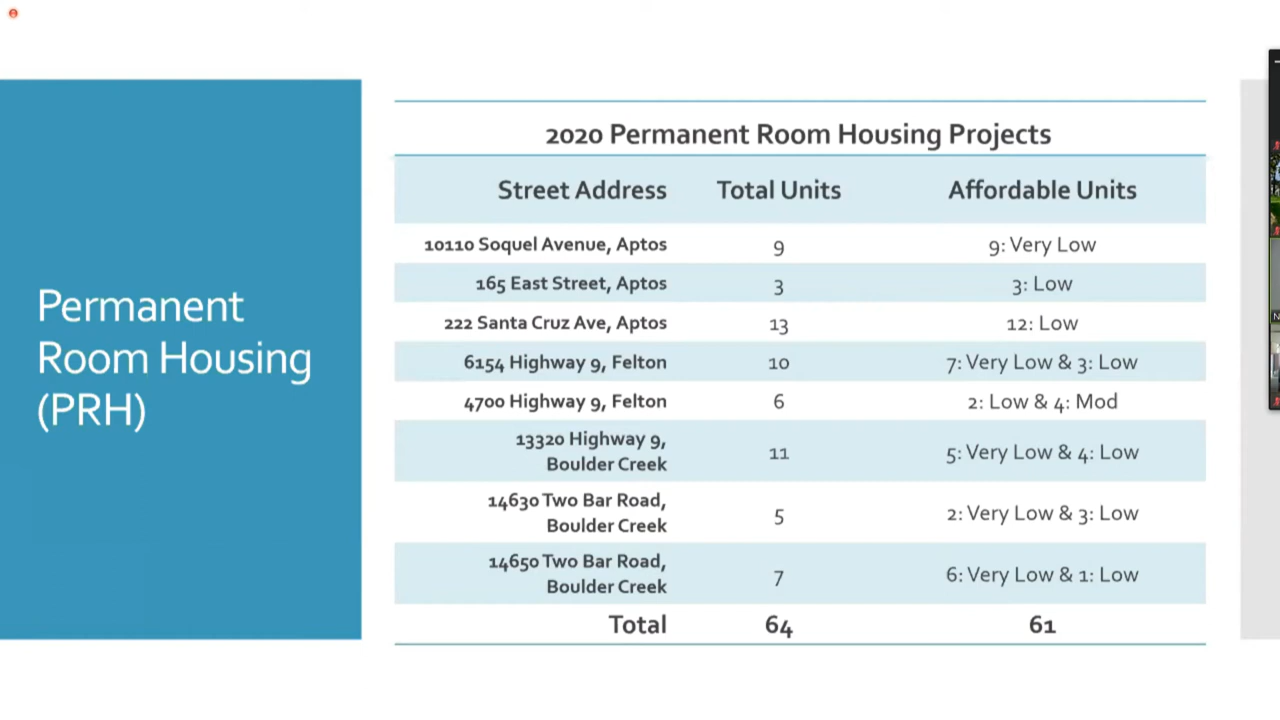 Permanent
Room Housing
(PRH)
2020 Permanent Room Housing Projects
Street Address Total Units Affordable Units
10110 Soquel Avenue, Aptos 9 9: Very Low
165 East Street, Aptos 3 3: Low
222 Santa Cruz Ave, Aptos 13 12: Low
6154 Highway 9, Felton 10 7: Very Low & 3: Low
4700 Highway 9, Felton 6 2: Low & 4: Mod
13320 Highway 9,
Boulder Creek 11 5: Very Low & 4: Low
14630 Two Bar Road,
Boulder Creek 5 2: Very Low & 3: Low
14650 Two Bar Road,
Boulder Creek 7 6: Very Low & 1: Low
Total 64 61